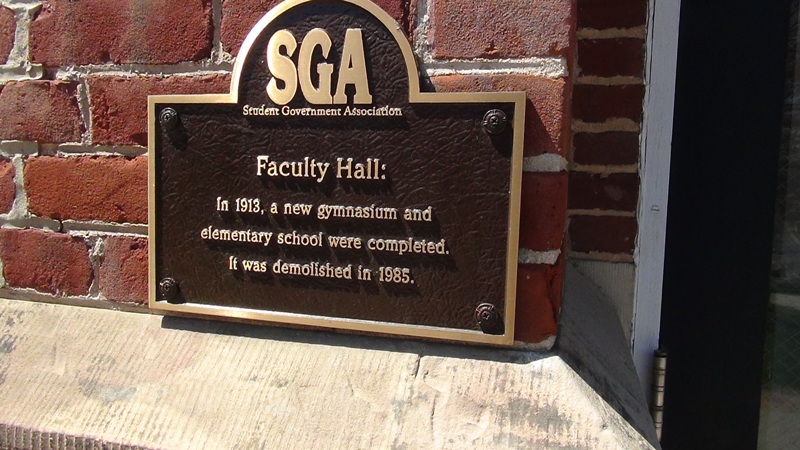 SGA
Student Government Association
Faculty Hall:
In 1913, a new gymnasium and
elementary school were completed.
It was demolished in 1985.